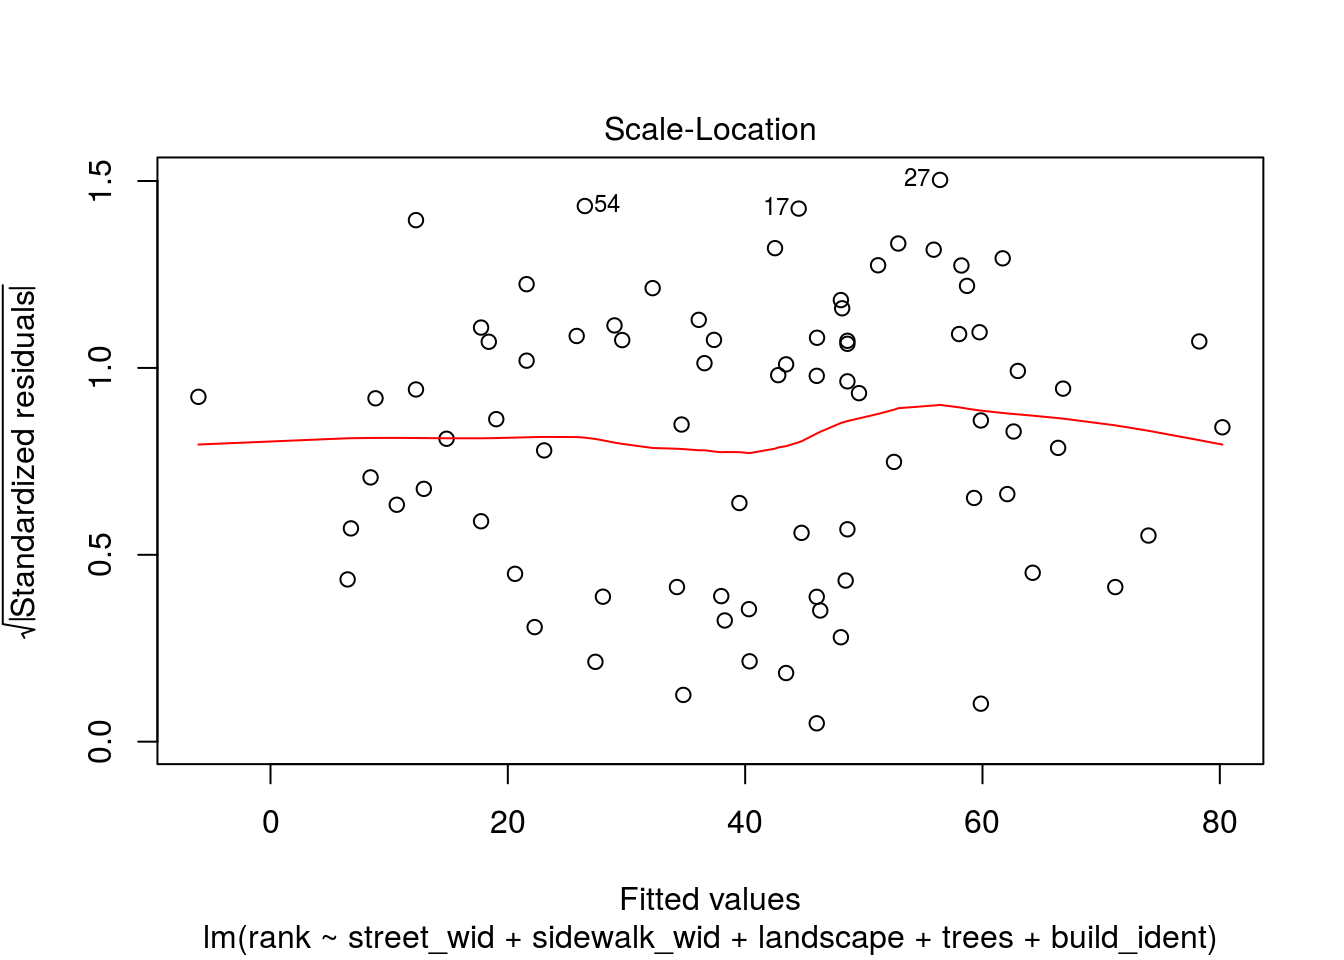 Scale-Location
√|Standardized residuals|
1.5
1.0
0.5
0.0
54
17
27
0 20 40 60 80
Fitted values
lm(rank ~ street_wid + sidewalk_wid + landscape + trees + build_ident)